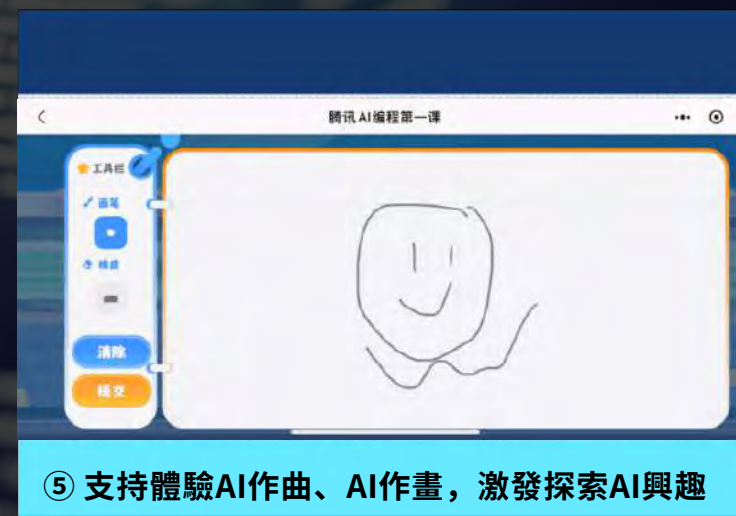 腾讯 AI 编程第一课
工具栏
画笔
橡皮
清除
提交
⑤ 支持體驗AI作曲、AI作畫，激發探索AI興趣